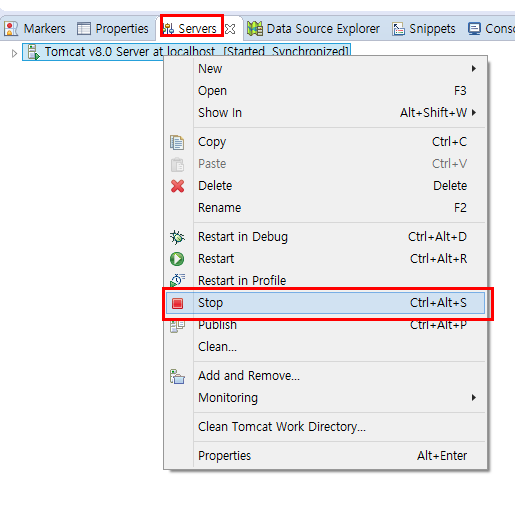 Markers Properties Servers Data Source Explorer Snippets Conso
Tomcat v8.0 Server at localhost [Started, Synchronized]
New
Open F3
Show In Alt+Shift+W
Copy Ctrl+C
Paste Ctrl+V
Delete Delete
Rename F2
Restart in Debug Ctrl+Alt+D
Restart Ctrl+Alt+R
Restart in Profile
Stop Ctrl+Alt+S
Publish Ctrl+Alt+P
Clean...
Add and Remove...
Monitoring
Clean Tomcat Work Directory...
Properties Alt+Enter